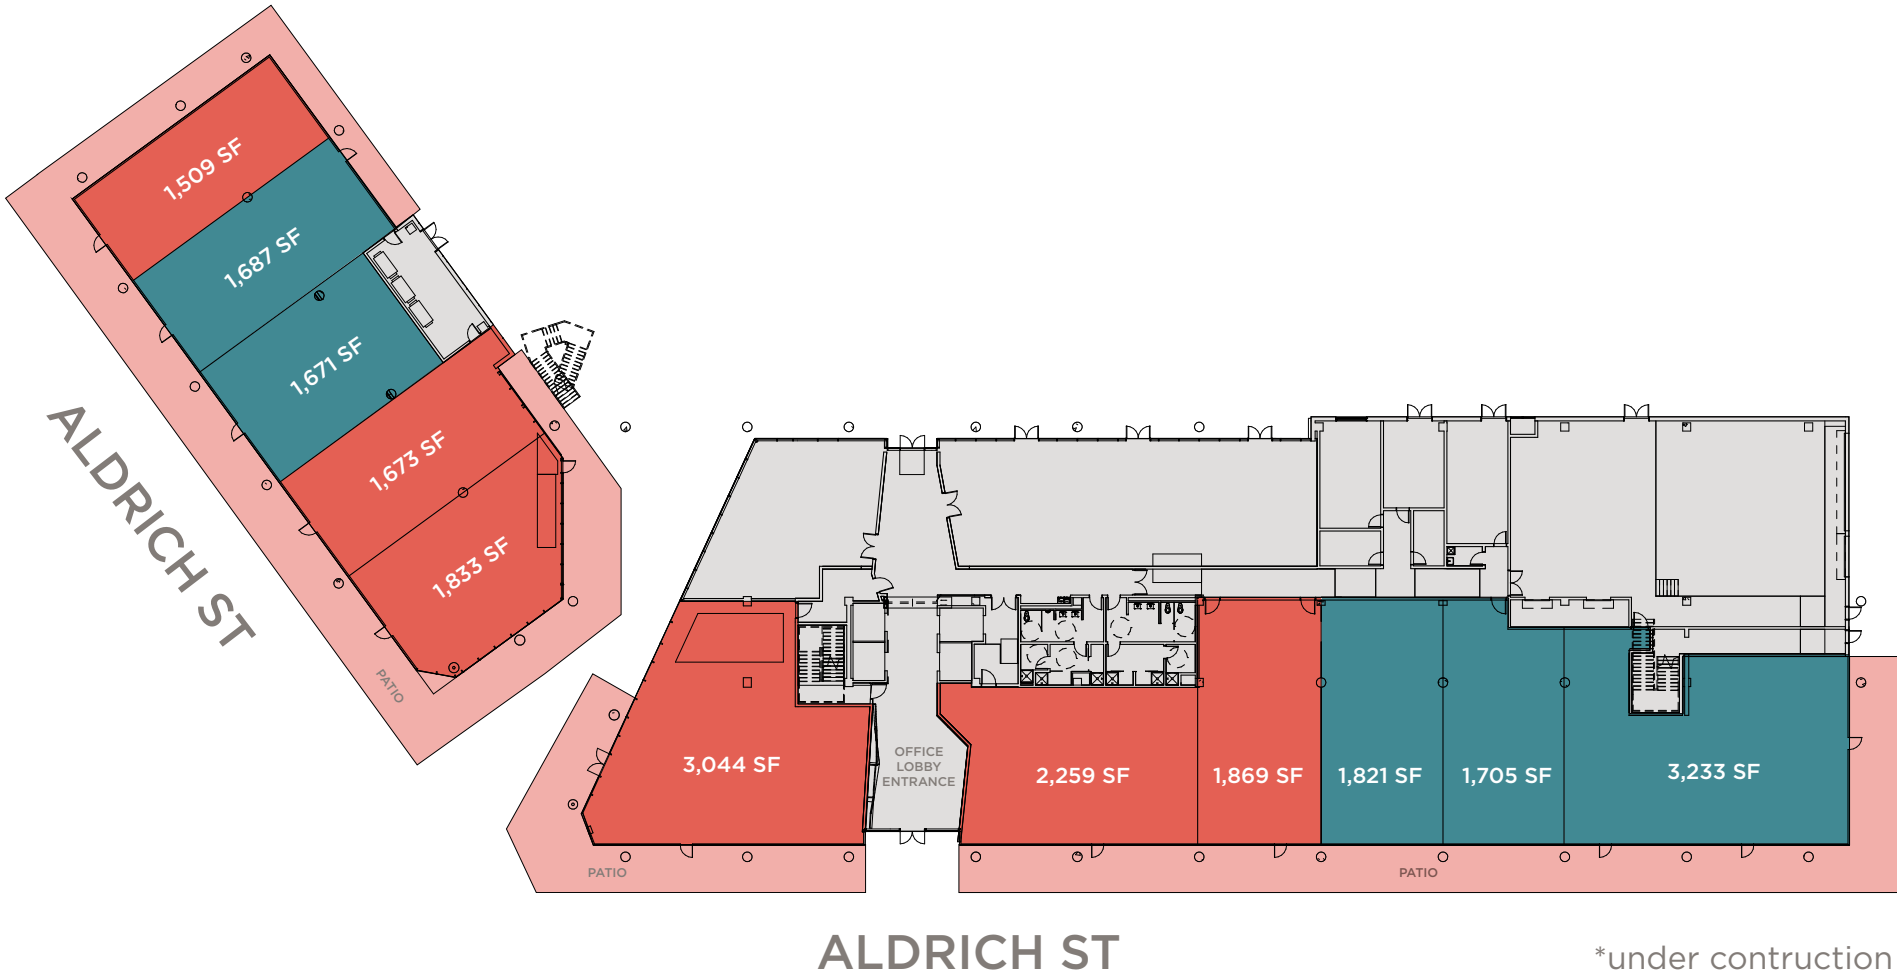 1,509 SF
1,687 SF
1,671 SF
1,673 SF
1,833 SF
ALDRICH ST
PATIO
3,044 SF
OFFICE
LOBBY
ENTRANCE
2,259 SF
1,869 SF
1,821 SF
1,705 SF
3,233 SF
PATIO
PATIO
ALDRICH ST
*under contruction